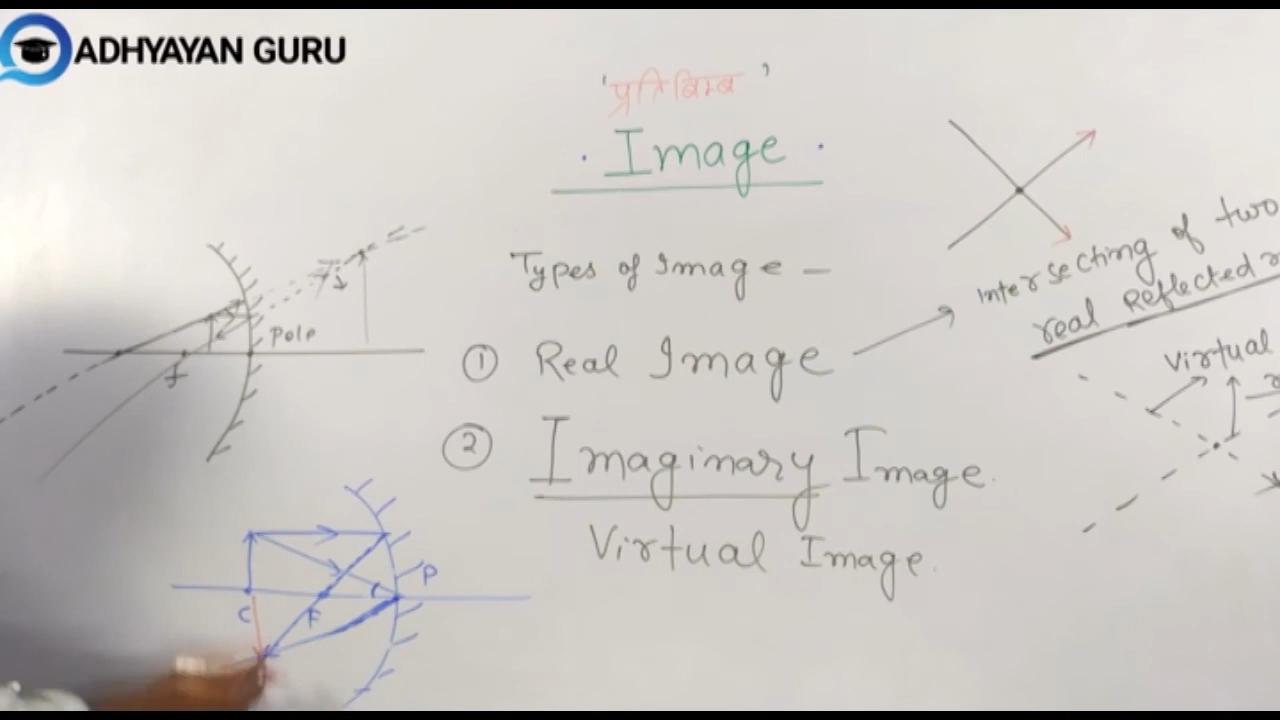 ADHYAYAN GURU
'प्रतिबिम्ब'
Image
Types of Image –
① Real Image
Intersecting of two
real Reflected
② Imaginary Image.
Virtual Image.
Virtual
Pole
f
C
F
P